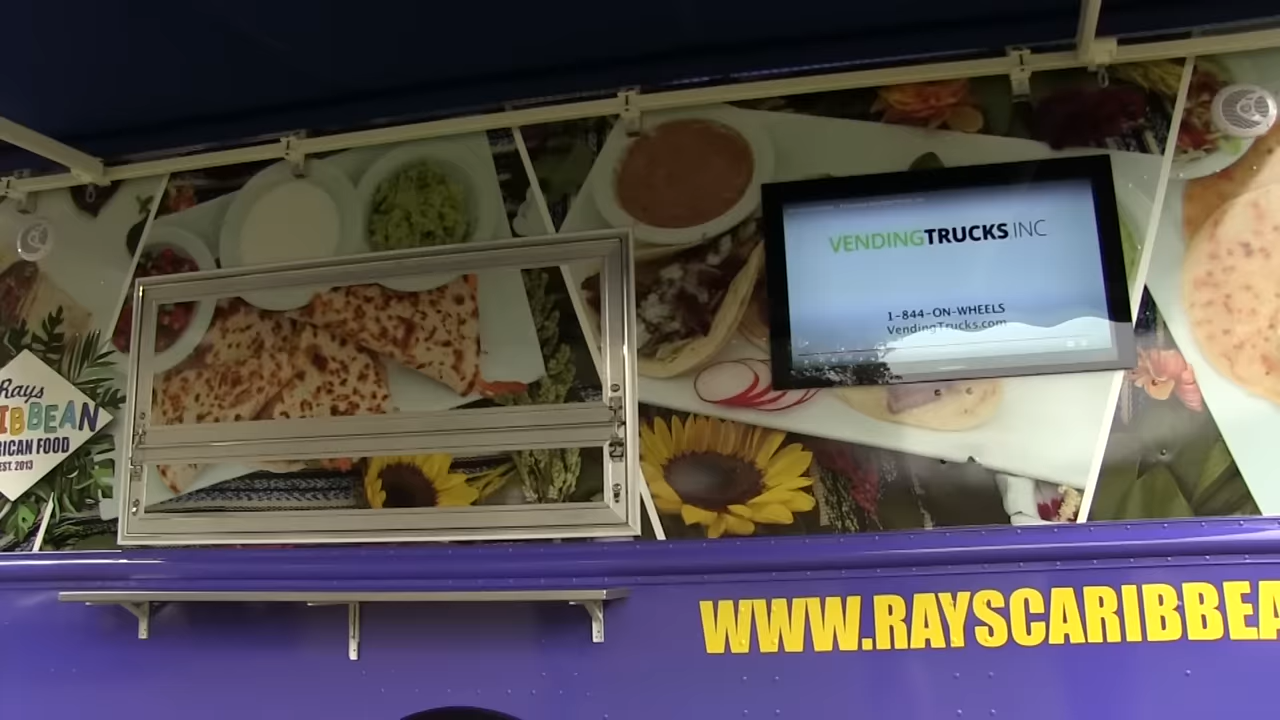 Rays
IBBEAN
RICAN FOOD
EST. 2013
VENDINGTRUCKS.INC
1-844-ON-WHEELS
VendingTrucks.com
WWW.RAYSCARIBBEA